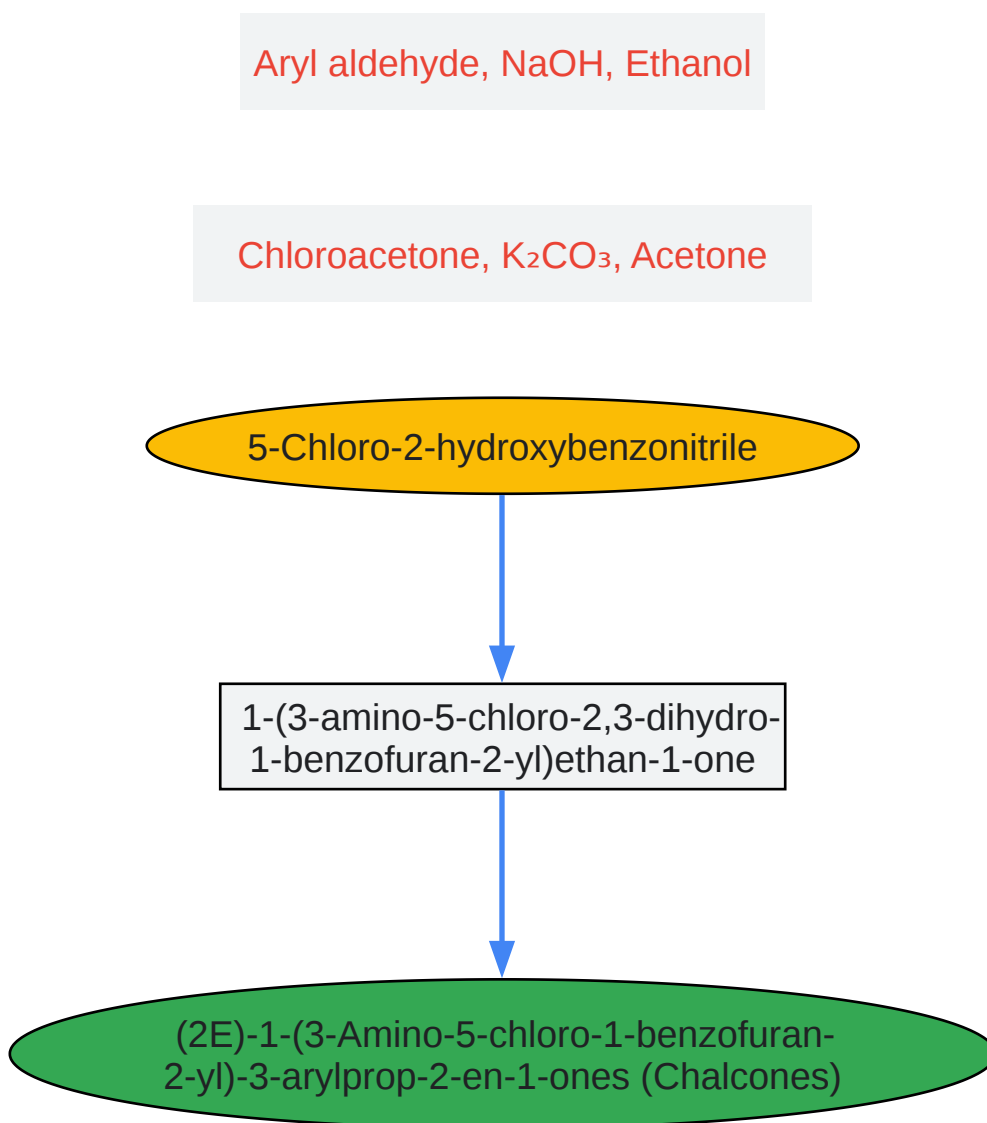 Aryl aldehyde, NaOH, Ethanol
Chloroacetone, K₂CO₃, Acetone
5-Chloro-2-hydroxybenzonitrile
1-(3-amino-5-chloro-2,3-dihydro-
1-benzofuran-2-yl)ethan-1-one
(2E)-1-(3-Amino-5-chloro-1-benzofuran-
2-yl)-3-arylprop-2-en-1-ones (Chalcones)